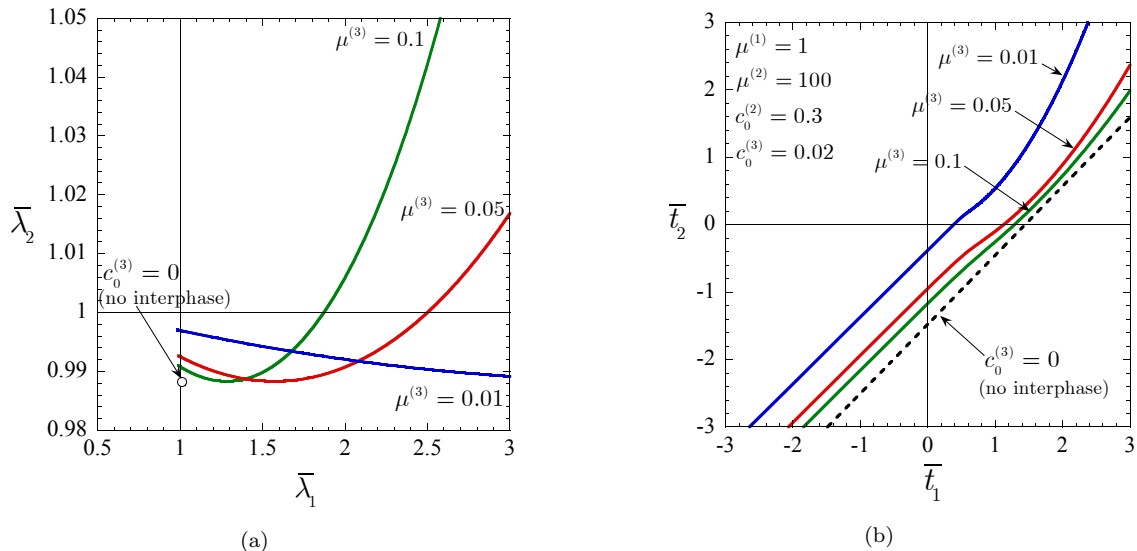 1.05
1.04
1.03
1.02
1.01
1
0.99
0.98
0.5
1
1.5
2
2.5
3
λ̅₂
λ̅₁
μ⁽³⁾ = 0.1
μ⁽³⁾ = 0.05
c₀⁽³⁾ = 0
(no interphase)
μ⁽³⁾ = 0.01
(a)
3
2
1
0
-1
-2
-3
-3
-2
-1
0
1
2
3
t̅₂
t̅₁
μ⁽¹⁾ = 1
μ⁽²⁾ = 100
c₀⁽²⁾ = 0.3
c₀⁽³⁾ = 0.02
μ⁽³⁾ = 0.01
μ⁽³⁾ = 0.05
μ⁽³⁾ = 0.1
c₀⁽³⁾ = 0
(no interphase)
(b)